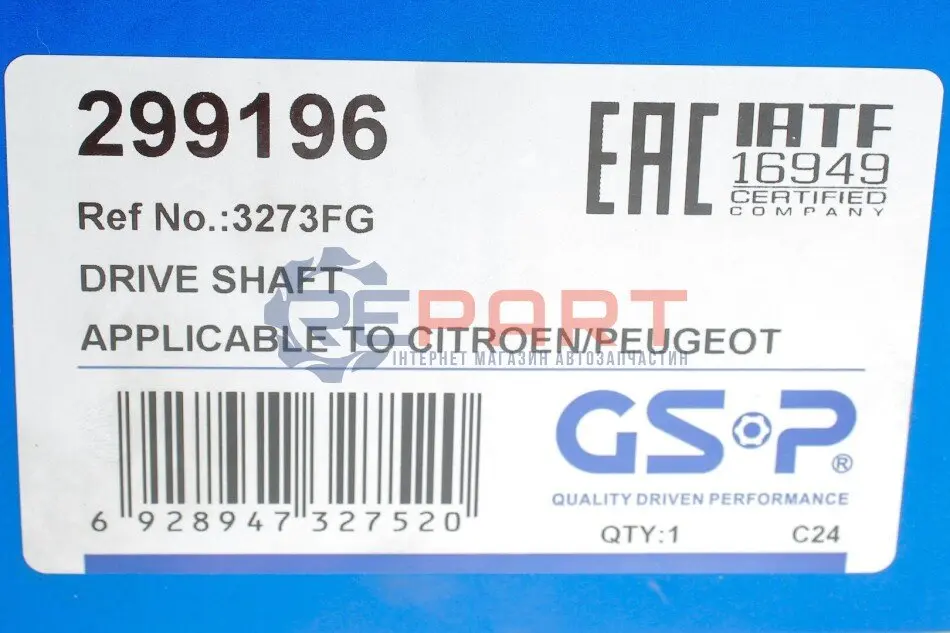 299196
EAC
IATF
16949
CERTIFIED
COMPANY
Ref No.:3273FG
DRIVE SHAFT
REPART
APPLICABLE TO CITROEN/PEUGEOT
ІНТЕРНЕТ МАГАЗИН АВТОЗАПЧАСТИН
GSP®
QUALITY DRIVEN PERFORMANCE
6 928947 327520
QTY:1 C24